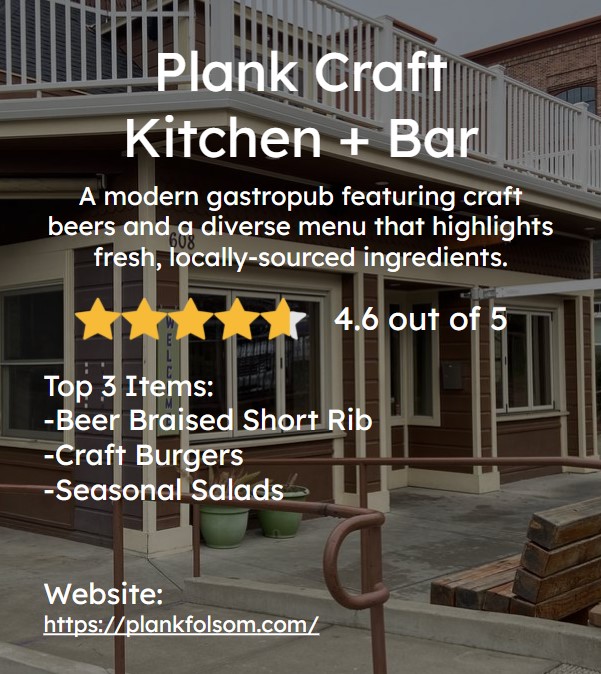 Plank Craft
Kitchen + Bar
A modern gastropub featuring craft
beers and a diverse menu that highlights
fresh, locally-sourced ingredients.
608
4.6 out of 5
WELCOME
Top 3 Items:
-Beer Braised Short Rib
-Craft Burgers
-Seasonal Salads
Website:
https://plankfolsom.com/